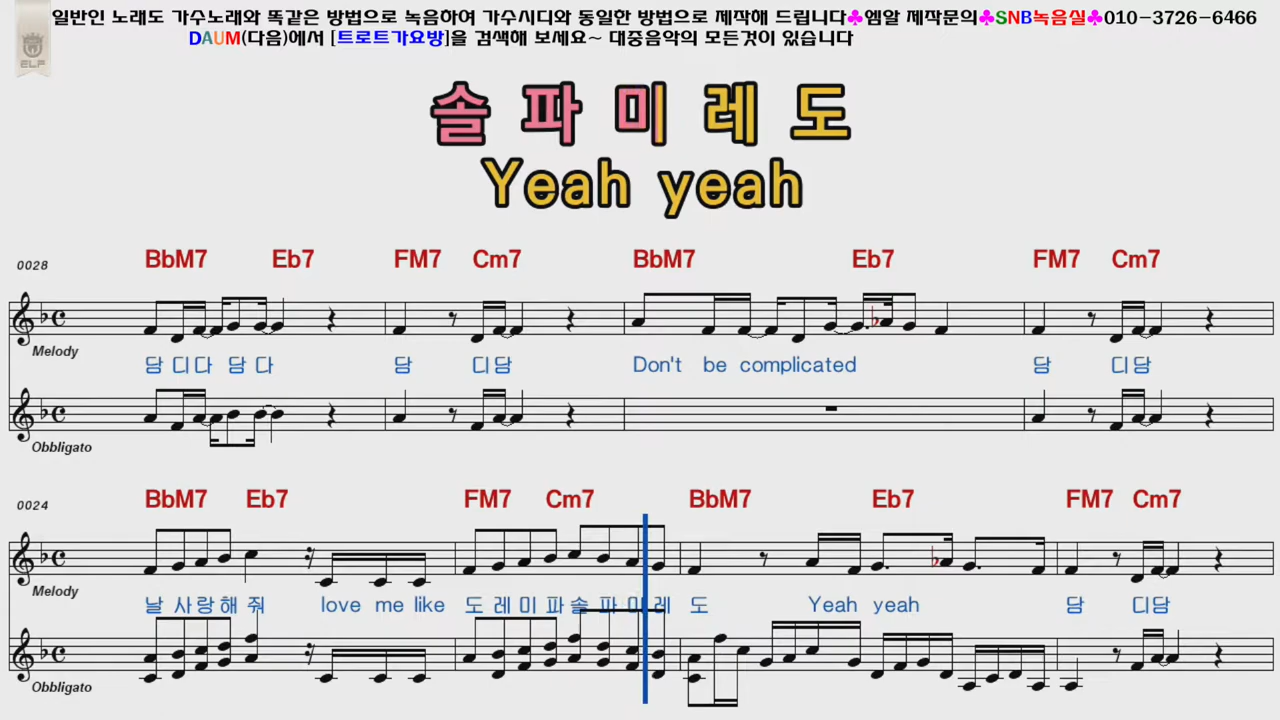 일반인 노래도 가수노래와 똑같은 방법으로 녹음하여 가수시디와 동일한 방법으로 제작해 드립니다♣엠알 제작문의♣SNB녹음실♣010-3726-6466
DAUM(다음)에서 [트로트가요방]을 검색해 보세요~ 대중음악의 모든것이 있습니다
ELF
솔 파 미 레 도
Yeah yeah
0028 BbM7 Eb7 FM7 Cm7 BbM7 Eb7 FM7 Cm7
Melody
담 디다 담 다 담 디담 Don't be complicated 담 디담
Obbligato
0024 BbM7 Eb7 FM7 Cm7 BbM7 Eb7 FM7 Cm7
Melody
날 사랑해 줘 love me like 도 레미 파솔 파 미 레 도 Yeah yeah 담 디담
Obbligato